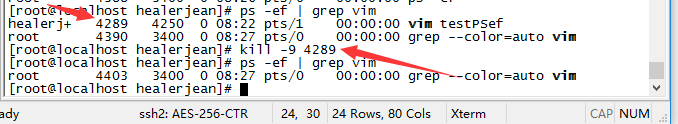 [root@localhost healerjean]# ps -ef | grep vim
healerj+ 4289 4250 0 08:22 pts/1 00:00:00 vim testPSef
root 4390 3400 0 08:27 pts/0 00:00:00 grep --color=auto vim
[root@localhost healerjean]# kill -9 4289
[root@localhost healerjean]# ps -ef | grep vim
root 4403 3400 0 08:27 pts/0 00:00:00 grep --color=auto vim
[root@localhost healerjean]#
ady ssh2: AES-256-CTR 24, 30 24 Rows, 80 Cols Xterm CAP NUM